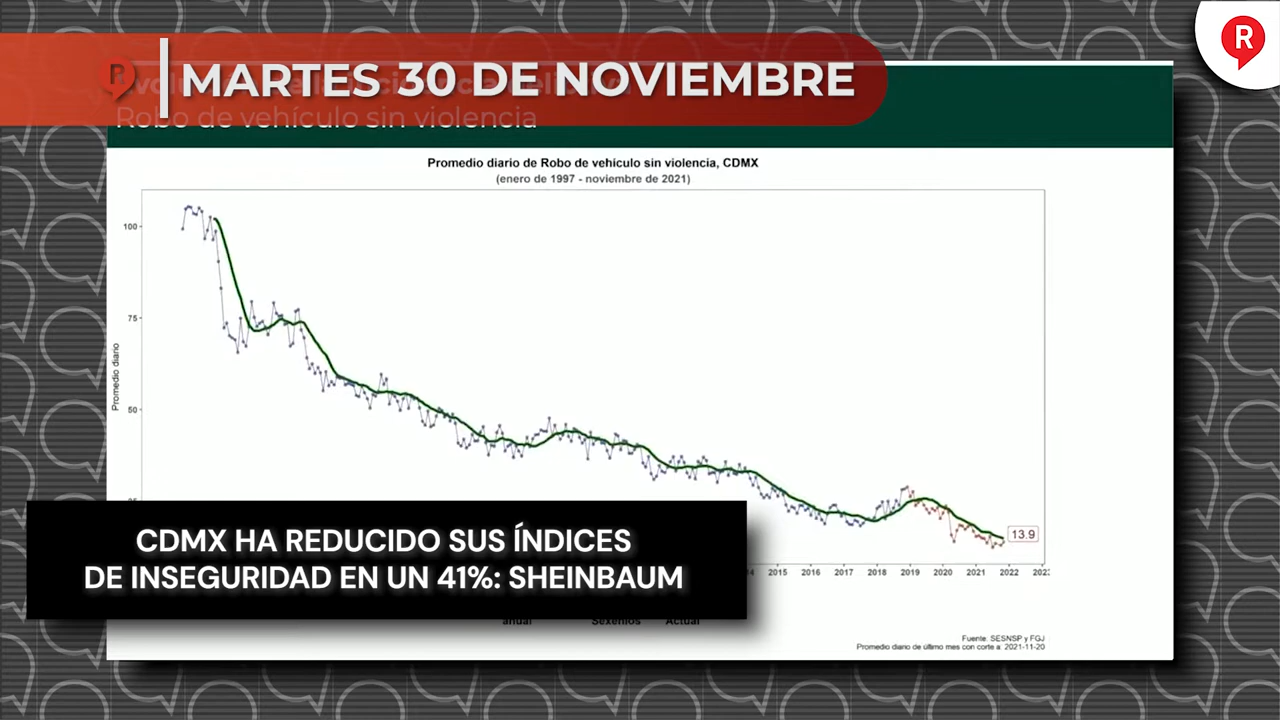 R
MARTES 30 DE NOVIEMBRE
Robo de vehículo sin violencia
Promedio diario de Robo de vehículo sin violencia, CDMX
(enero de 1997 - noviembre de 2021)
100
75
50
Promedio diario
13.9
CDMX HA REDUCIDO SUS ÍNDICES
DE INSEGURIDAD EN UN 41%: SHEINBAUM
2015 2016 2017 2018 2019 2020 2021 2022
anual Sexenios Actual
Fuente: SESNSP y FGJ
Promedio diario de último mes con corte a: 2021-11-20